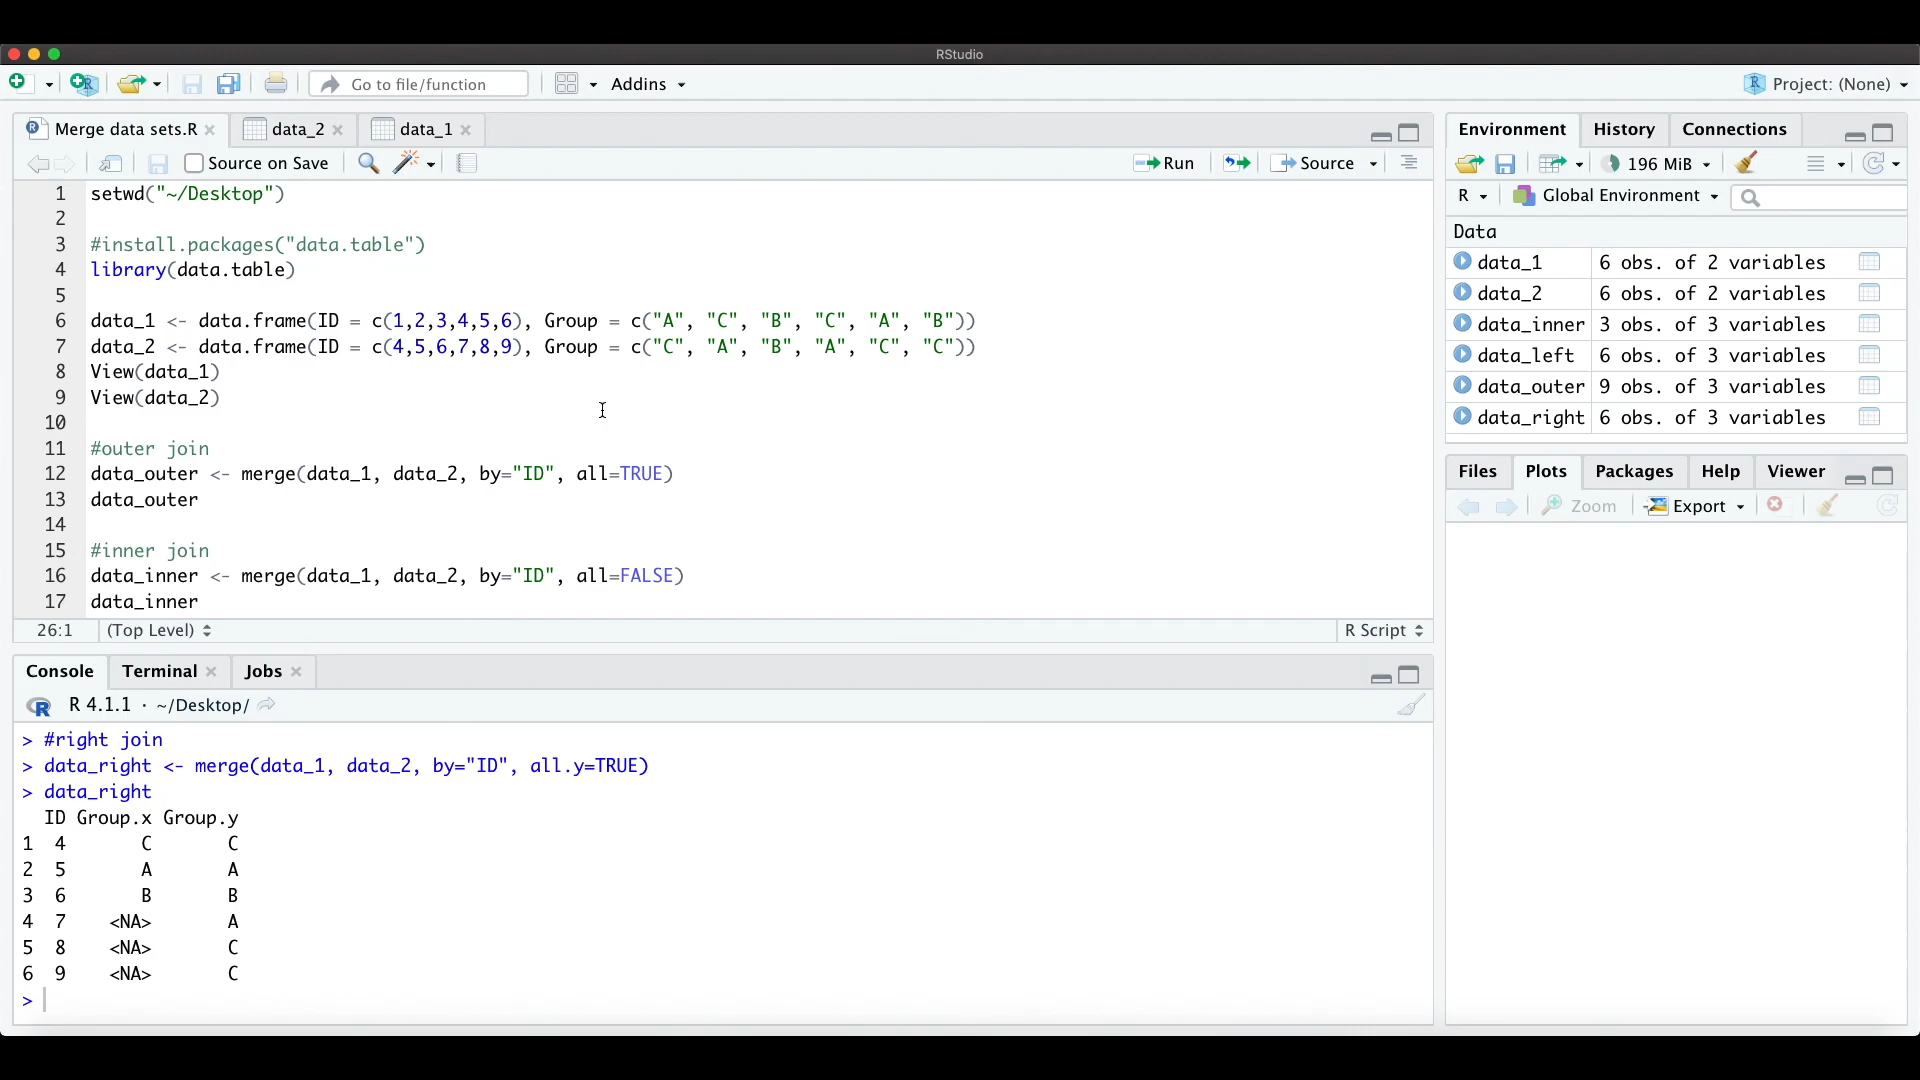 RStudio
Go to file/function
Addins
Project: (None)
Merge data sets.R
data_2
data_1
Source on Save
Run
Source
1 setwd("~/Desktop")
2
3 #install.packages("data.table")
4 library(data.table)
5
6 data_1 <- data.frame(ID = c(1,2,3,4,5,6), Group = c("A", "C", "B", "C", "A", "B"))
7 data_2 <- data.frame(ID = c(4,5,6,7,8,9), Group = c("C", "A", "B", "A", "C", "C"))
8 View(data_1)
9 View(data_2)
10
11 #outer join
12 data_outer <- merge(data_1, data_2, by="ID", all=TRUE)
13 data_outer
14
15 #inner join
16 data_inner <- merge(data_1, data_2, by="ID", all=FALSE)
17 data_inner
26:1 (Top Level) R Script
Console Terminal Jobs
R 4.1.1 · ~/Desktop/
> #right join
> data_right <- merge(data_1, data_2, by="ID", all.y=TRUE)
> data_right
ID Group.x Group.y
1 4 C C
2 5 A A
3 6 B B
4 7 <NA> A
5 8 <NA> C
6 9 <NA> C
>
Environment History Connections
196 MiB
R Global Environment
Data
data_1 6 obs. of 2 variables
data_2 6 obs. of 2 variables
data_inner 3 obs. of 3 variables
data_left 6 obs. of 3 variables
data_outer 9 obs. of 3 variables
data_right 6 obs. of 3 variables
Files Plots Packages Help Viewer
Zoom Export